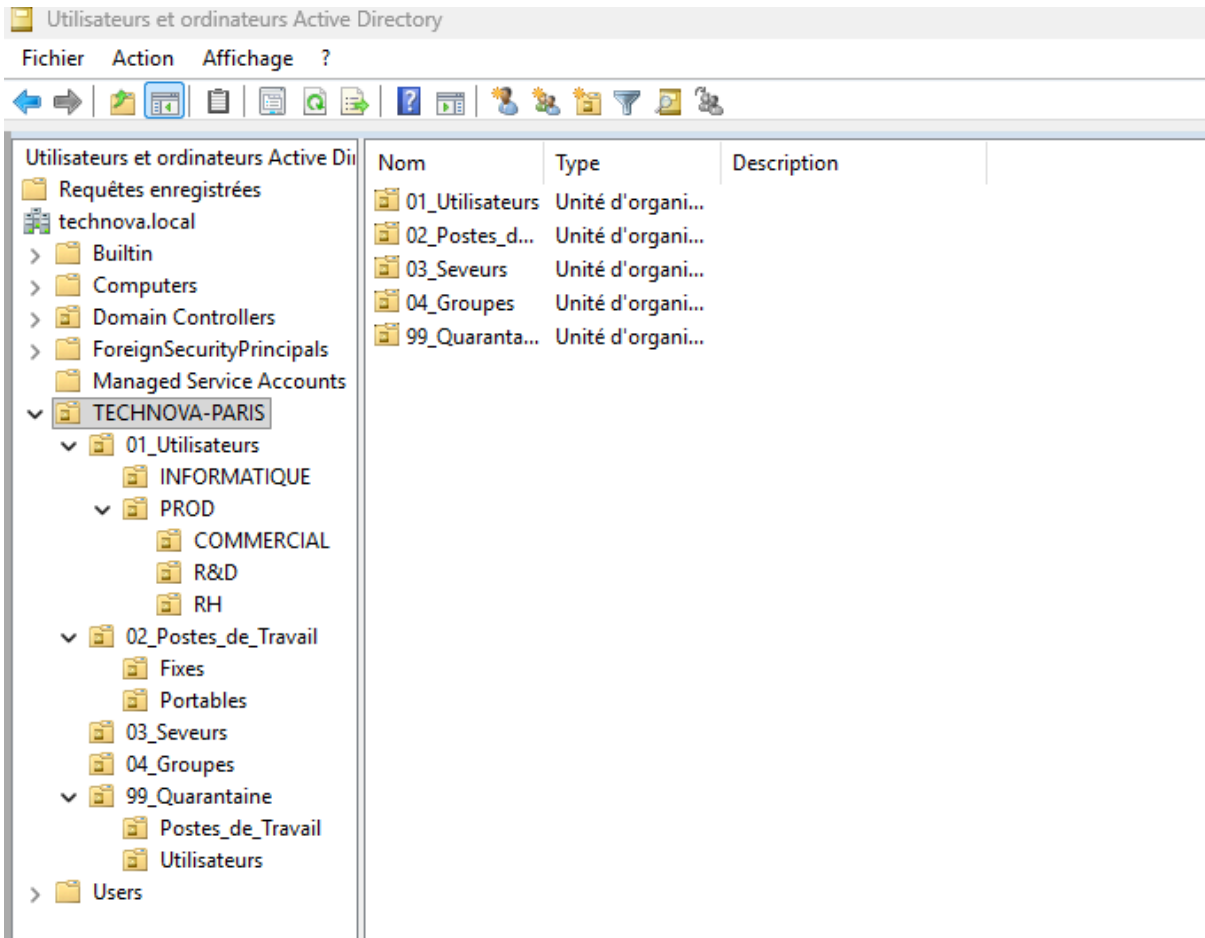 Utilisateurs et ordinateurs Active Directory
Fichier Action Affichage ?
Utilisateurs et ordinateurs Active Dir
Requêtes enregistrées
technova.local
Builtin
Computers
Domain Controllers
ForeignSecurityPrincipals
Managed Service Accounts
TECHNOVA-PARIS
01_Utilisateurs
INFORMATIQUE
PROD
COMMERCIAL
R&D
RH
02_Postes_de_Travail
Fixes
Portables
03_Seveurs
04_Groupes
99_Quarantaine
Postes_de_Travail
Utilisateurs
Users
Nom Type Description
01_Utilisateurs Unité d'organi...
02_Postes_d... Unité d'organi...
03_Seveurs Unité d'organi...
04_Groupes Unité d'organi...
99_Quaranta... Unité d'organi...